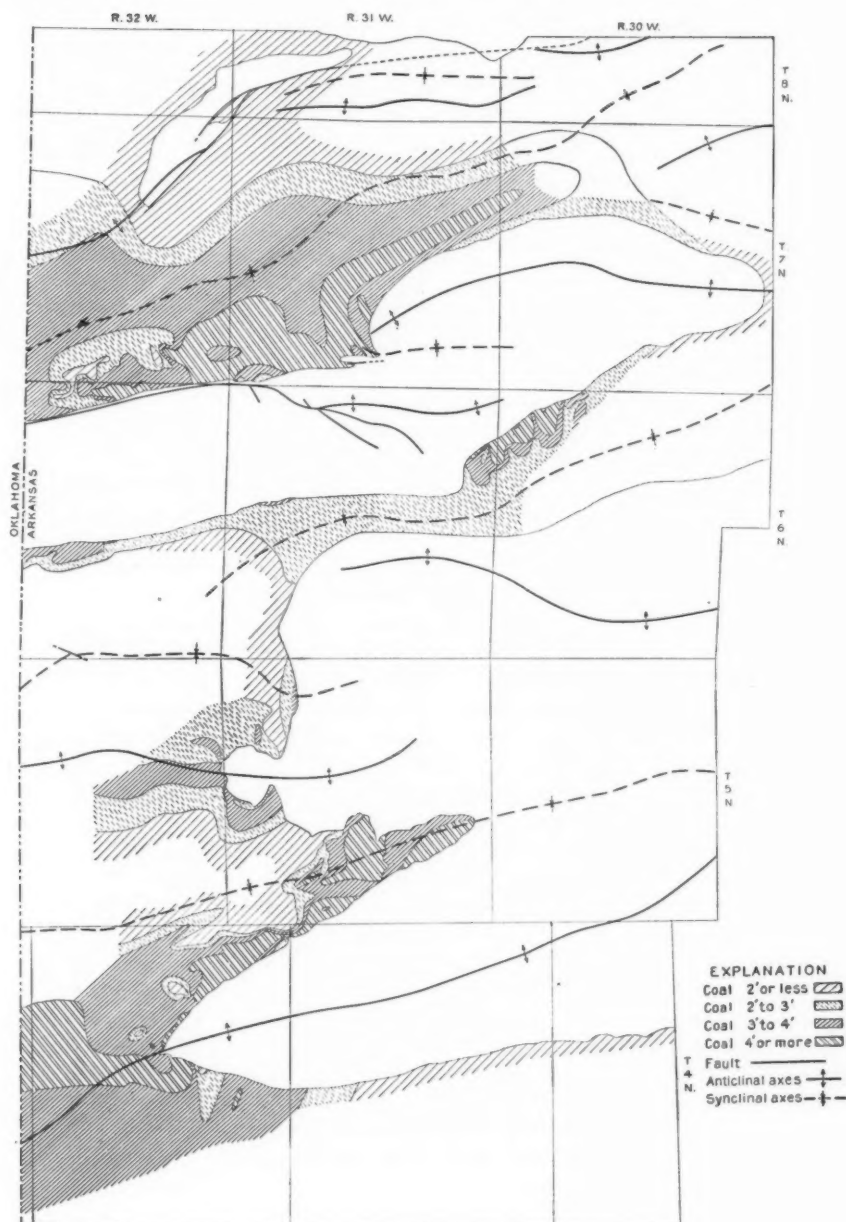 R. 32 W.
R. 31 W.
R. 30 W.
T 8 N.
T 7 N.
OKLAHOMA
ARKANSAS
T 6 N.
T 5 N.
T 4 N.
EXPLANATION
Coal 2' or less
Coal 2' to 3'
Coal 3' to 4'
Coal 4' or more
Fault
Anticlinal axes
Synclinal axes